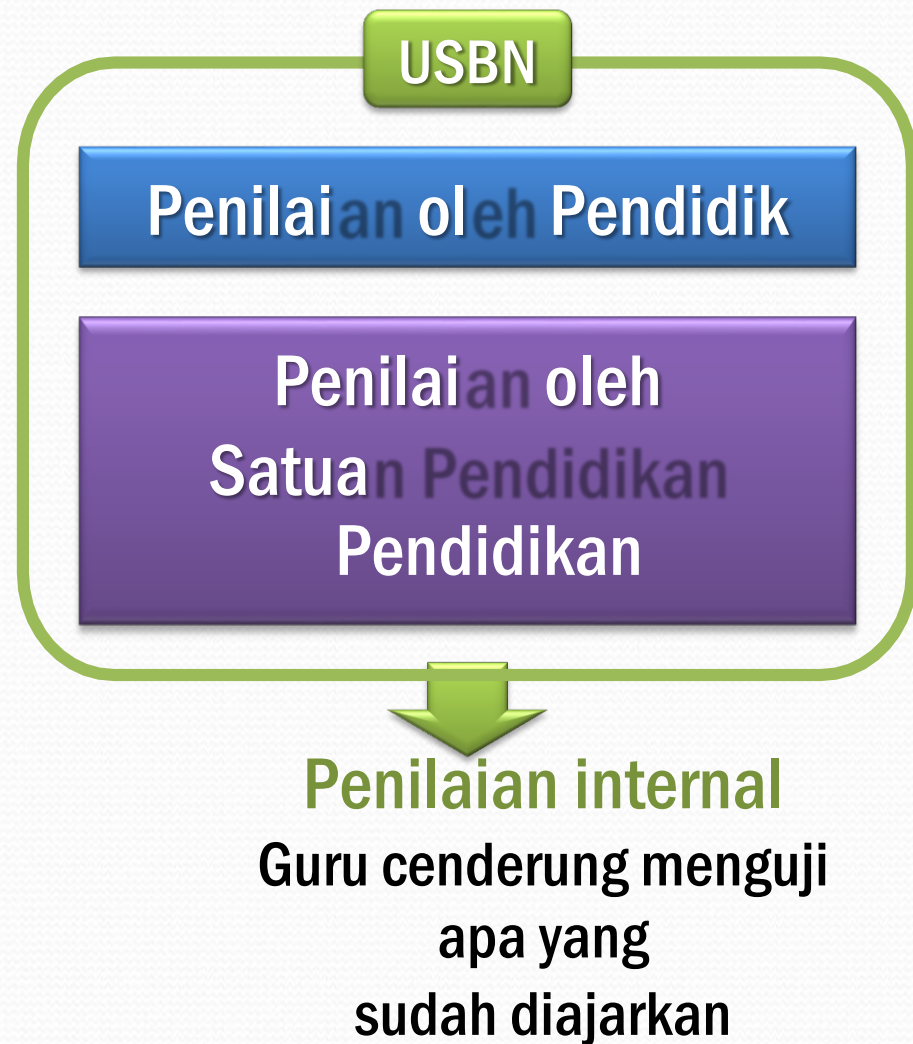 USBN
Penilaian oleh Pendidik
Penilaian oleh
Satuan Pendidikan
Pendidikan
Penilaian internal
Guru cenderung menguji
apa yang
sudah diajarkan